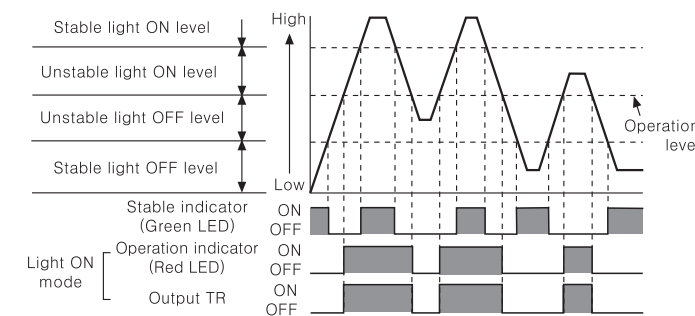 High
Stable light ON level
Unstable light ON level
Unstable light OFF level
Stable light OFF level
Low
Operation
level
Stable indicator
(Green LED)
ON
OFF
Light ON
mode
Operation indicator
(Red LED)
ON
OFF
Output TR
ON
OFF